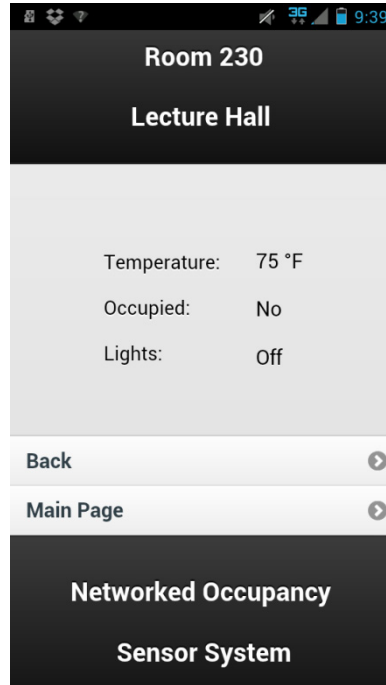 3G 9:39
Room 230
Lecture Hall
Temperature: 75 °F
Occupied: No
Lights: Off
Back
Main Page
Networked Occupancy
Sensor System